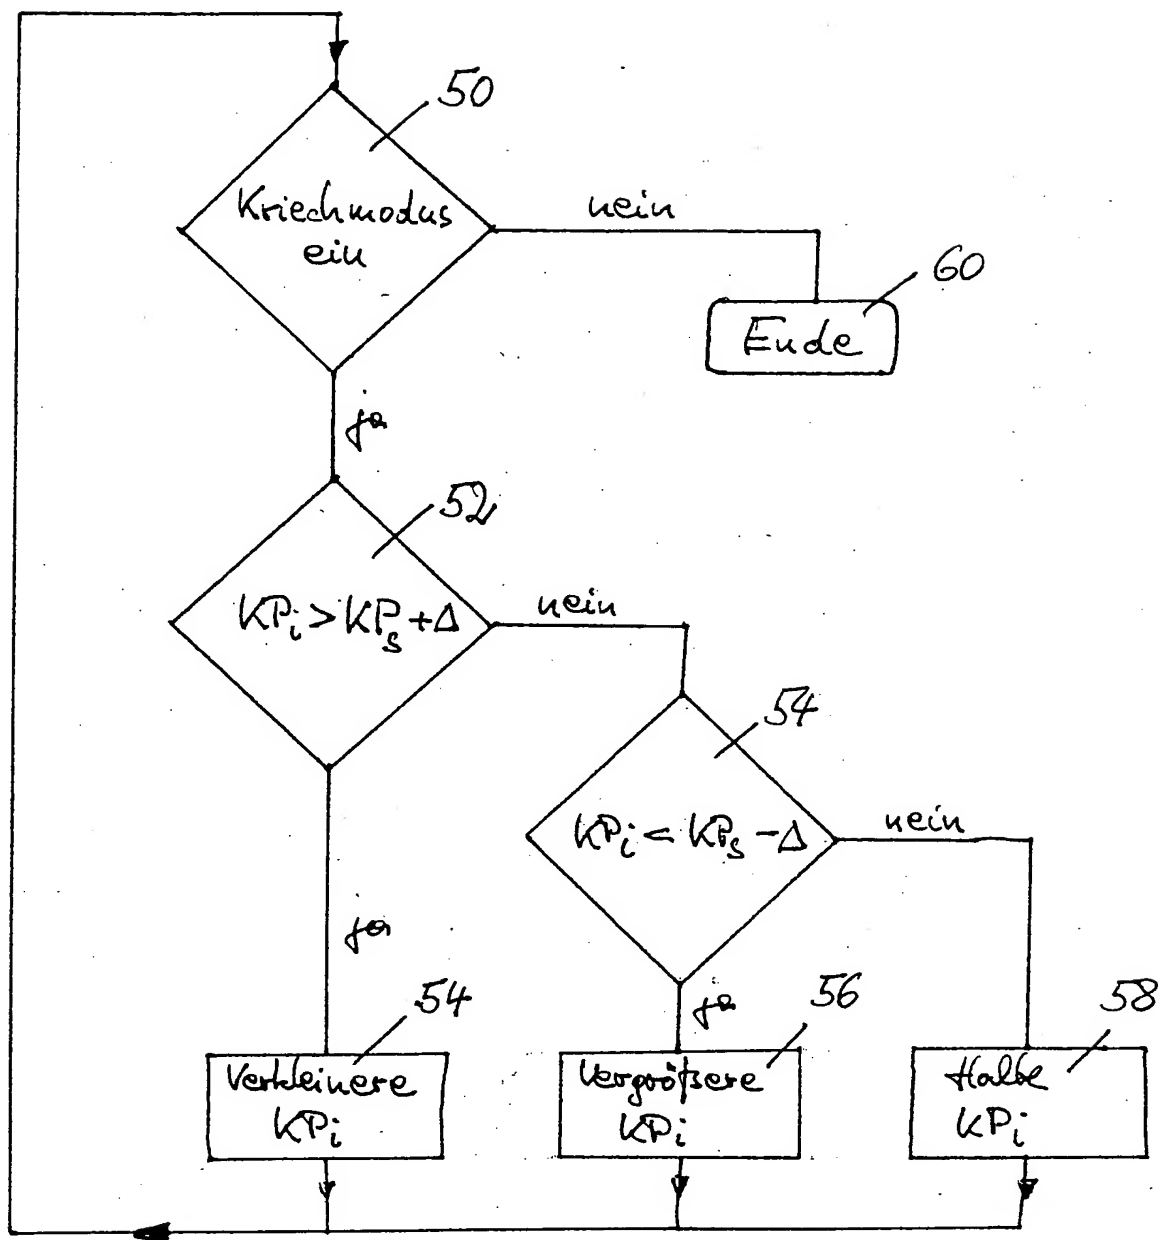 50
Kriechmodus
ein
nein
60
Ende
ja
52
KPi > KPs + Δ
nein
54
KPi < KPs - Δ
nein
ja
54
Verkleinere
KPi
ja
56
Vergrößere
KPi
58
Halte
KPi